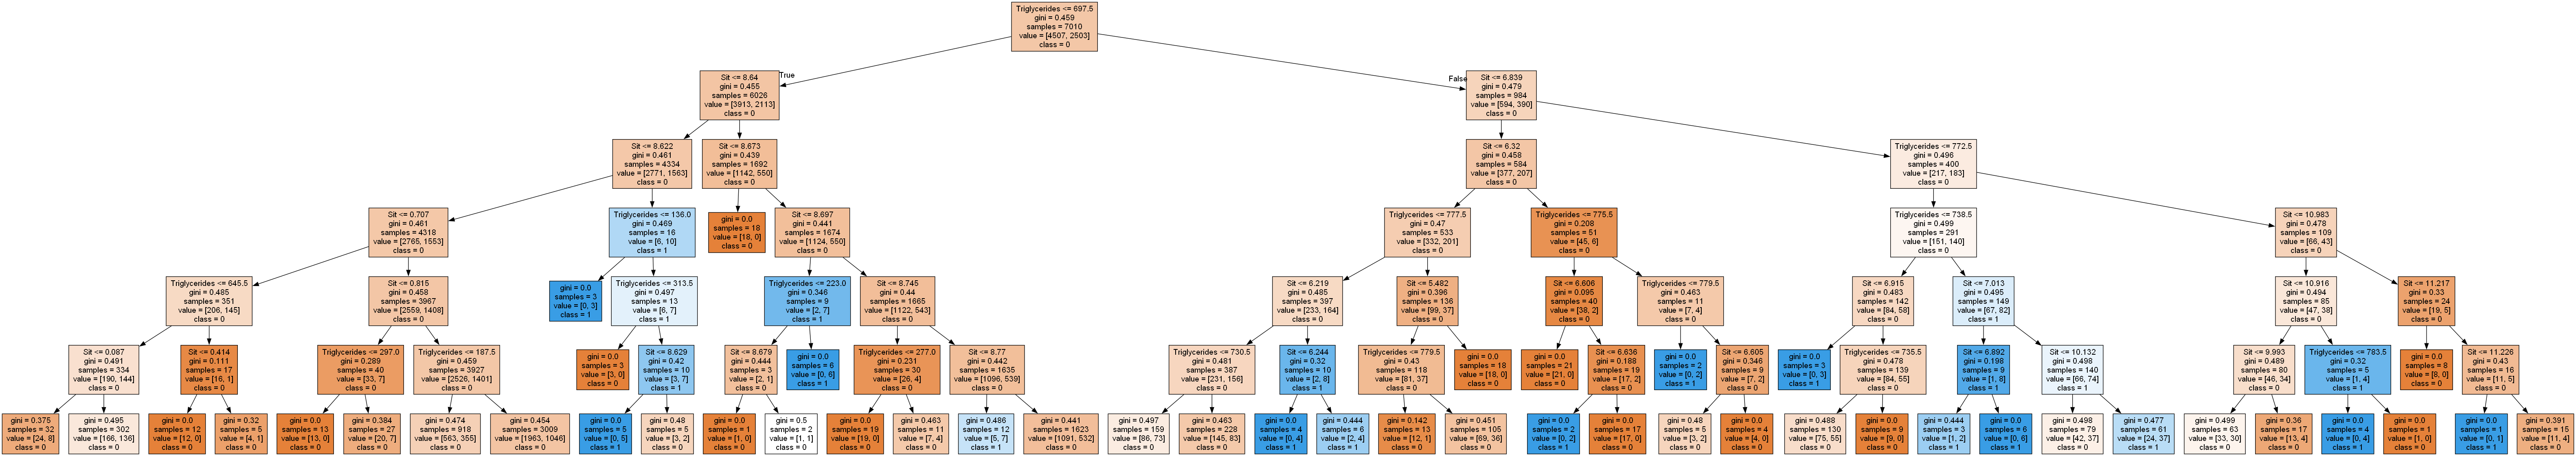 Triglycerides <= 697.5
gini = 0.459
samples = 7010
value = [4507, 2503]
class = 0
True
False
Sit <= 8.64
gini = 0.455
samples = 6026
value = [3913, 2113]
class = 0
Sit <= 6.839
gini = 0.479
samples = 984
value = [594, 390]
class = 0
Sit <= 8.622
gini = 0.461
samples = 4334
value = [2771, 1563]
class = 0
Sit <= 8.673
gini = 0.439
samples = 1692
value = [1142, 550]
class = 0
Sit <= 6.32
gini = 0.458
samples = 584
value = [377, 207]
class = 0
Triglycerides <= 772.5
gini = 0.496
samples = 400
value = [217, 183]
class = 0
Sit <= 0.707
gini = 0.461
samples = 4318
value = [2765, 1553]
class = 0
Triglycerides <= 136.0
gini = 0.469
samples = 16
value = [6, 10]
class = 1
gini = 0.0
samples = 18
value = [18, 0]
class = 0
Sit <= 8.697
gini = 0.441
samples = 1674
value = [1124, 550]
class = 0
Triglycerides <= 777.5
gini = 0.47
samples = 533
value = [332, 201]
class = 0
Triglycerides <= 775.5
gini = 0.208
samples = 51
value = [45, 6]
class = 0
Triglycerides <= 738.5
gini = 0.499
samples = 291
value = [151, 140]
class = 0
Sit <= 10.983
gini = 0.478
samples = 109
value = [66, 43]
class = 0
Triglycerides <= 645.5
gini = 0.485
samples = 351
value = [206, 145]
class = 0
Sit <= 0.815
gini = 0.458
samples = 3967
value = [2559, 1408]
class = 0
gini = 0.0
samples = 3
value = [0, 3]
class = 1
Triglycerides <= 313.5
gini = 0.497
samples = 13
value = [6, 7]
class = 1
Triglycerides <= 223.0
gini = 0.346
samples = 9
value = [2, 7]
class = 1
Sit <= 8.745
gini = 0.44
samples = 1665
value = [1122, 543]
class = 0
Sit <= 6.219
gini = 0.485
samples = 397
value = [233, 164]
class = 0
Sit <= 5.482
gini = 0.396
samples = 136
value = [99, 37]
class = 0
Sit <= 6.606
gini = 0.095
samples = 40
value = [38, 2]
class = 0
Triglycerides <= 779.5
gini = 0.463
samples = 11
value = [7, 4]
class = 0
Sit <= 6.915
gini = 0.483
samples = 142
value = [84, 58]
class = 0
Sit <= 7.013
gini = 0.495
samples = 149
value = [67, 82]
class = 1
Sit <= 10.916
gini = 0.494
samples = 85
value = [47, 38]
class = 0
Sit <= 11.217
gini = 0.33
samples = 24
value = [19, 5]
class = 0
Sit <= 0.087
gini = 0.491
samples = 334
value = [190, 144]
class = 0
Sit <= 0.414
gini = 0.111
samples = 17
value = [16, 1]
class = 0
Triglycerides <= 297.0
gini = 0.289
samples = 40
value = [33, 7]
class = 0
Triglycerides <= 187.5
gini = 0.459
samples = 3927
value = [2526, 1401]
class = 0
gini = 0.0
samples = 3
value = [3, 0]
class = 0
Sit <= 8.629
gini = 0.42
samples = 10
value = [3, 7]
class = 1
Sit <= 8.679
gini = 0.444
samples = 3
value = [2, 1]
class = 0
gini = 0.0
samples = 6
value = [0, 6]
class = 1
Triglycerides <= 277.0
gini = 0.231
samples = 30
value = [26, 4]
class = 0
Sit <= 8.77
gini = 0.442
samples = 1635
value = [1096, 539]
class = 0
Triglycerides <= 730.5
gini = 0.481
samples = 387
value = [231, 156]
class = 0
Sit <= 6.244
gini = 0.32
samples = 10
value = [2, 8]
class = 1
Triglycerides <= 779.5
gini = 0.43
samples = 118
value = [81, 37]
class = 0
gini = 0.0
samples = 18
value = [18, 0]
class = 0
gini = 0.0
samples = 21
value = [21, 0]
class = 0
Sit <= 6.636
gini = 0.188
samples = 19
value = [17, 2]
class = 0
gini = 0.0
samples = 2
value = [0, 2]
class = 1
Sit <= 6.605
gini = 0.346
samples = 9
value = [7, 2]
class = 0
gini = 0.0
samples = 3
value = [0, 3]
class = 1
Triglycerides <= 735.5
gini = 0.478
samples = 139
value = [84, 55]
class = 0
Sit <= 6.892
gini = 0.198
samples = 9
value = [1, 8]
class = 1
Sit <= 10.132
gini = 0.498
samples = 140
value = [66, 74]
class = 1
Sit <= 9.993
gini = 0.489
samples = 80
value = [46, 34]
class = 0
Triglycerides <= 783.5
gini = 0.32
samples = 5
value = [1, 4]
class = 1
gini = 0.0
samples = 8
value = [8, 0]
class = 0
Sit <= 11.226
gini = 0.43
samples = 16
value = [11, 5]
class = 0
gini = 0.375
samples = 32
value = [24, 8]
class = 0
gini = 0.495
samples = 302
value = [166, 136]
class = 0
gini = 0.0
samples = 12
value = [12, 0]
class = 0
gini = 0.32
samples = 5
value = [4, 1]
class = 0
gini = 0.0
samples = 13
value = [13, 0]
class = 0
gini = 0.384
samples = 27
value = [20, 7]
class = 0
gini = 0.474
samples = 918
value = [563, 355]
class = 0
gini = 0.454
samples = 3009
value = [1963, 1046]
class = 0
gini = 0.0
samples = 5
value = [0, 5]
class = 1
gini = 0.48
samples = 5
value = [3, 2]
class = 0
gini = 0.0
samples = 1
value = [1, 0]
class = 0
gini = 0.5
samples = 2
value = [1, 1]
class = 0
gini = 0.0
samples = 19
value = [19, 0]
class = 0
gini = 0.463
samples = 11
value = [7, 4]
class = 0
gini = 0.486
samples = 12
value = [5, 7]
class = 1
gini = 0.441
samples = 1623
value = [1091, 532]
class = 0
gini = 0.497
samples = 159
value = [86, 73]
class = 0
gini = 0.463
samples = 228
value = [145, 83]
class = 0
gini = 0.0
samples = 4
value = [0, 4]
class = 1
gini = 0.444
samples = 6
value = [2, 4]
class = 1
gini = 0.142
samples = 13
value = [12, 1]
class = 0
gini = 0.451
samples = 105
value = [69, 36]
class = 0
gini = 0.0
samples = 2
value = [0, 2]
class = 1
gini = 0.0
samples = 17
value = [17, 0]
class = 0
gini = 0.48
samples = 5
value = [3, 2]
class = 0
gini = 0.0
samples = 4
value = [4, 0]
class = 0
gini = 0.488
samples = 130
value = [75, 55]
class = 0
gini = 0.0
samples = 9
value = [9, 0]
class = 0
gini = 0.444
samples = 3
value = [1, 2]
class = 1
gini = 0.0
samples = 6
value = [0, 6]
class = 1
gini = 0.498
samples = 79
value = [42, 37]
class = 0
gini = 0.477
samples = 61
value = [24, 37]
class = 1
gini = 0.499
samples = 63
value = [33, 30]
class = 0
gini = 0.36
samples = 17
value = [13, 4]
class = 0
gini = 0.0
samples = 4
value = [0, 4]
class = 1
gini = 0.0
samples = 1
value = [1, 0]
class = 0
gini = 0.0
samples = 1
value = [0, 1]
class = 1
gini = 0.391
samples = 15
value = [11, 4]
class = 0